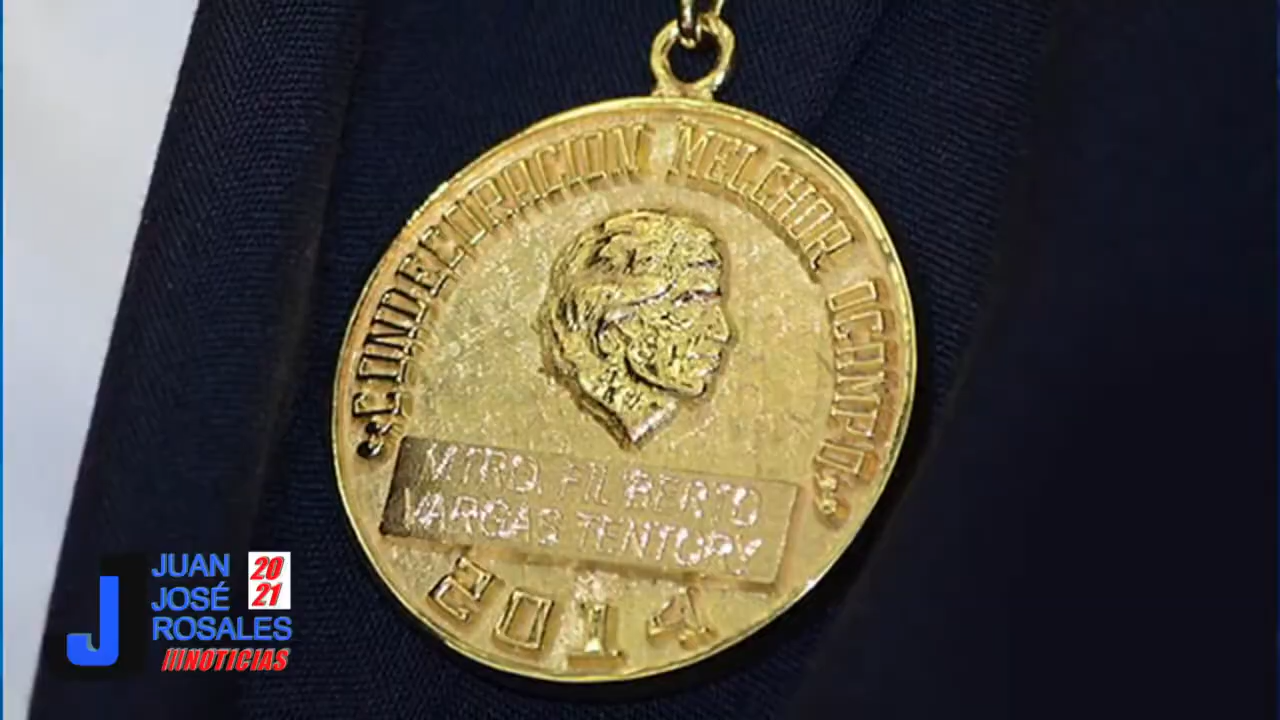 "CONDECORACION MELCHOR OCAMPO"
MTRO. FILBERTO
VARGAS TENTORY
2014
JUAN
JOSÉ
ROSALES
20
21
///NOTICIAS
J